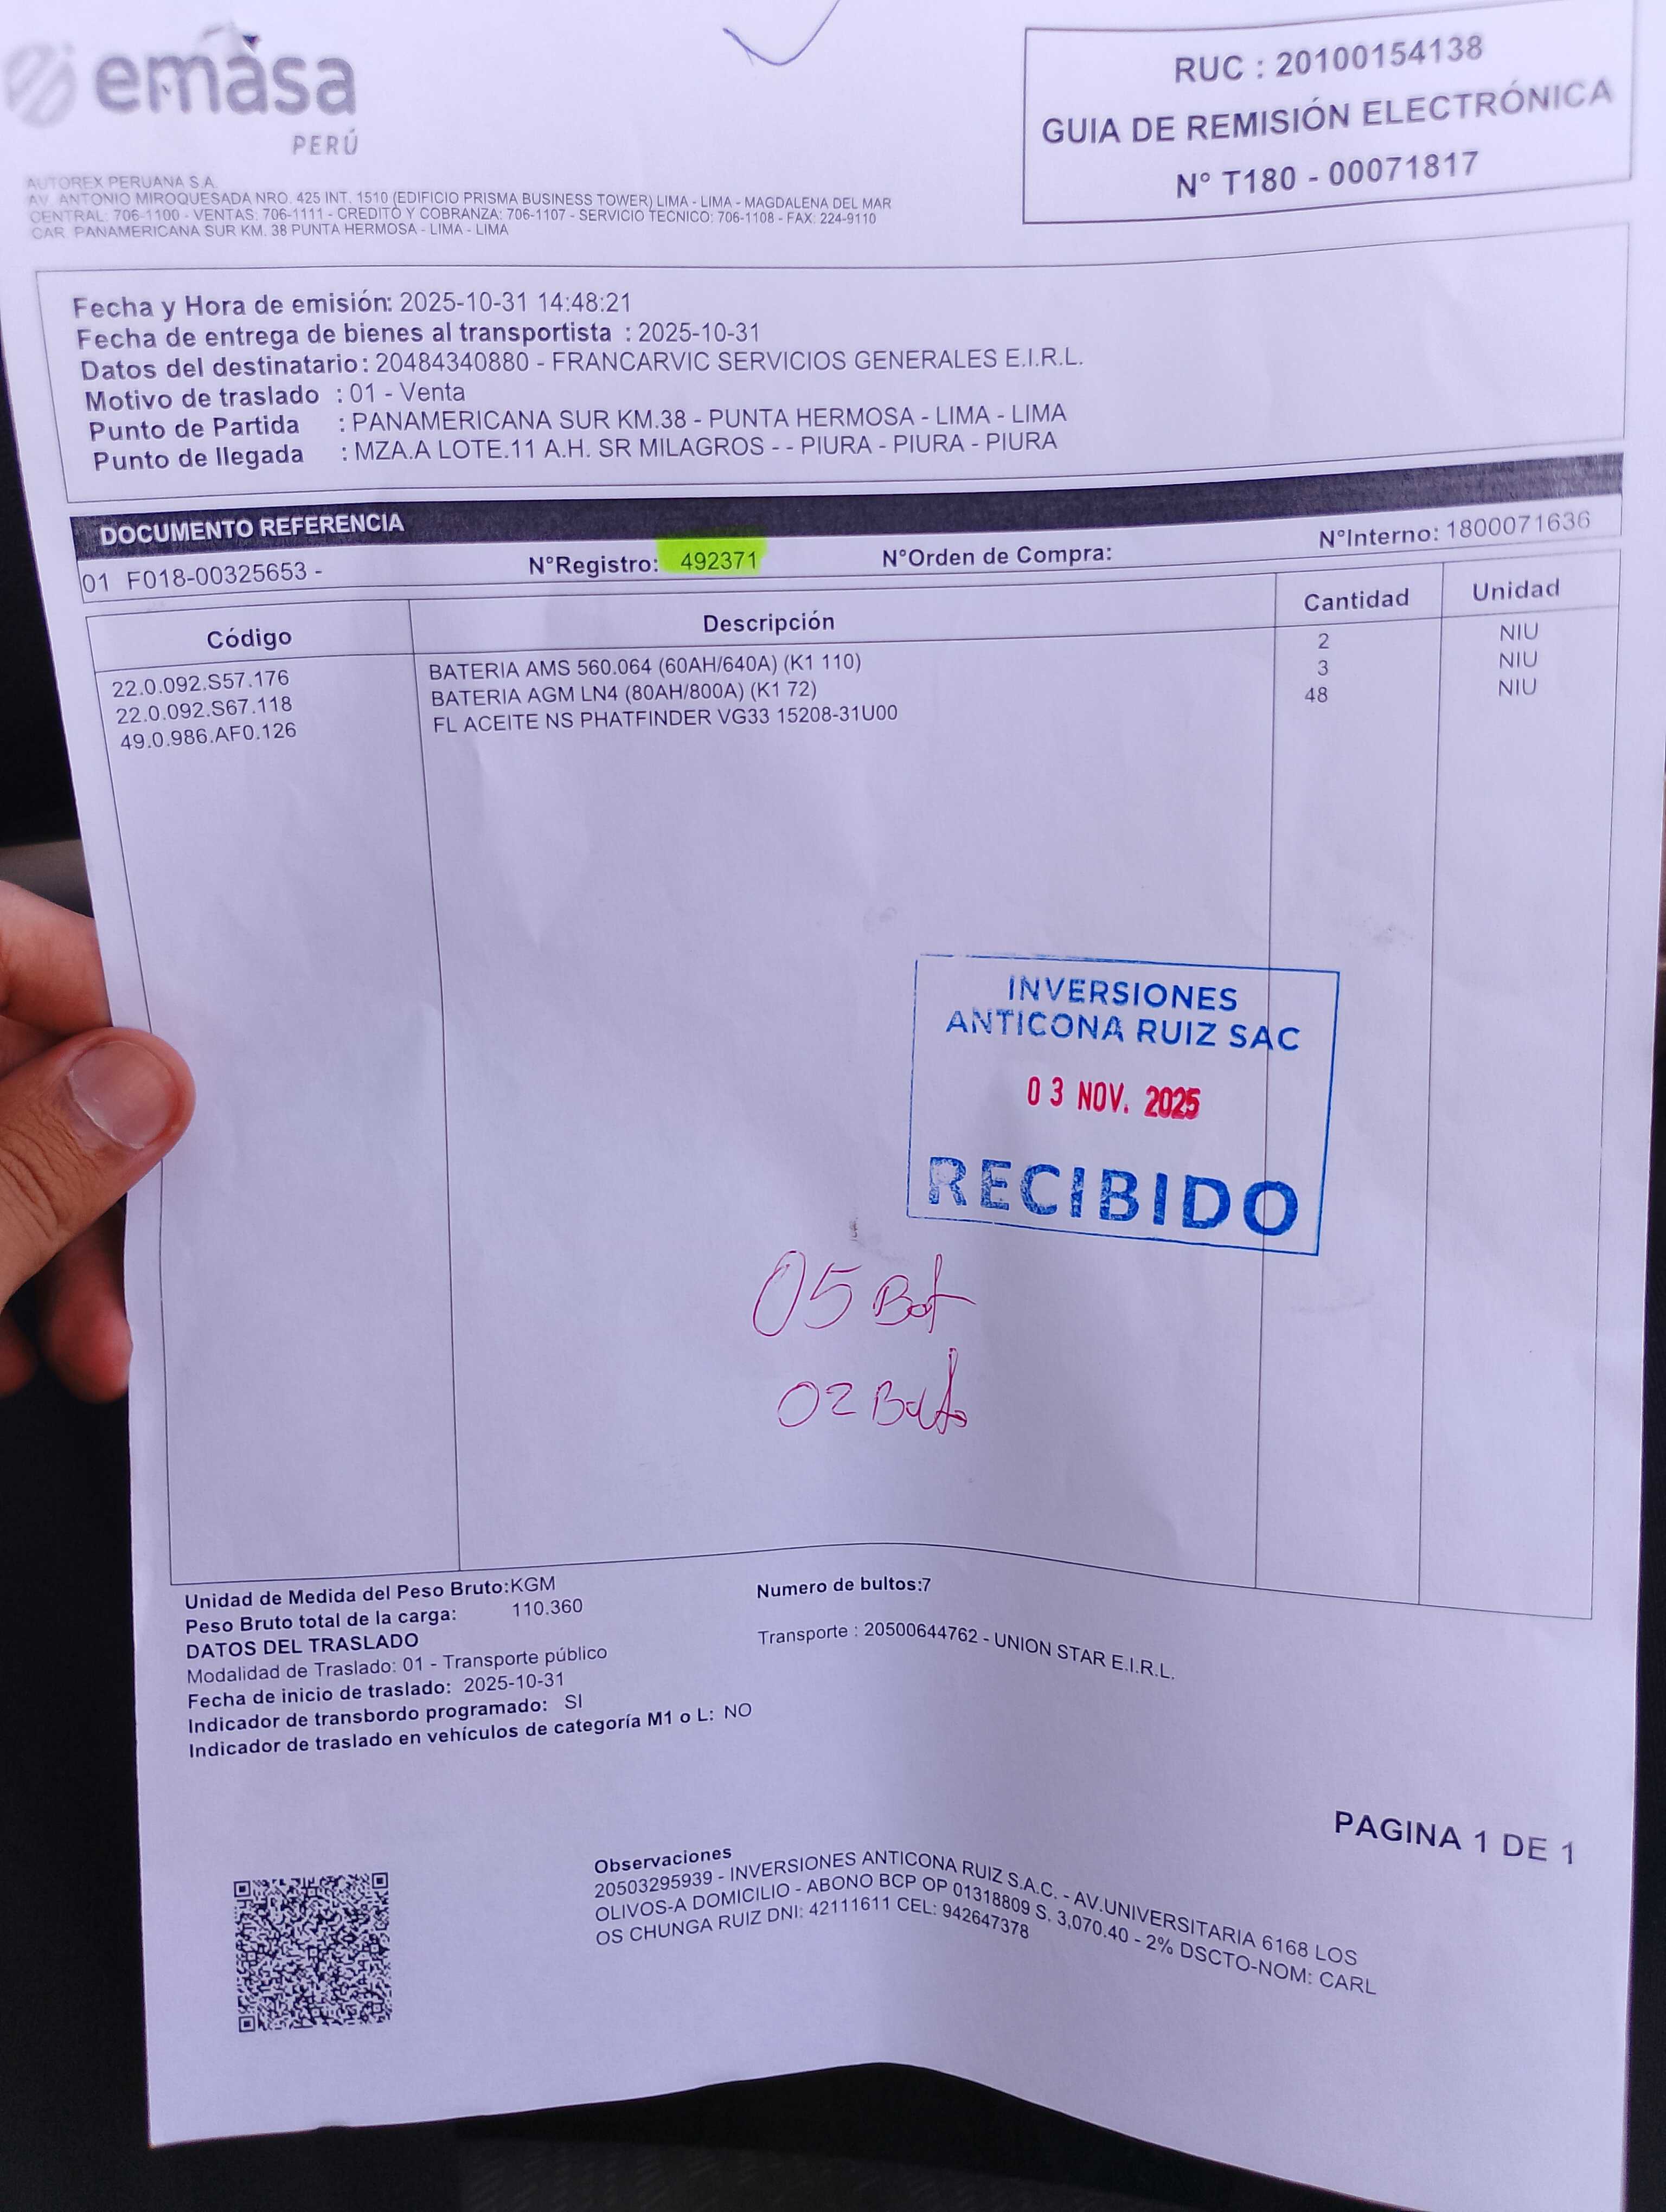 emasa
PERÚ
RUC : 20100154138
GUIA DE REMISIÓN ELECTRÓNICA
N° T180 - 00071817
AUTOREX PERUANA S.A.
AV. ANTONIO MIROQUESADA NRO. 425 INT. 1510 (EDIFICIO PRISMA BUSINESS TOWER) LIMA - LIMA - MAGDALENA DEL MAR
CENTRAL: 706-1100 - VENTAS: 706-1111 - CREDITO Y COBRANZA: 706-1107 - SERVICIO TECNICO: 706-1108 - FAX: 224-9110
CAR. PANAMERICANA SUR KM. 38 PUNTA HERMOSA - LIMA - LIMA
Fecha y Hora de emisión: 2025-10-31 14:48:21
Fecha de entrega de bienes al transportista : 2025-10-31
Datos del destinatario : 20484340880 - FRANCARVIC SERVICIOS GENERALES E.I.R.L.
Motivo de traslado : 01 - Venta
Punto de Partida : PANAMERICANA SUR KM.38 - PUNTA HERMOSA - LIMA - LIMA
Punto de llegada : MZA.A LOTE.11 A.H. SR MILAGROS - - PIURA - PIURA - PIURA
DOCUMENTO REFERENCIA
01 F018-00325653 - N°Registro: 492371 N°Orden de Compra: N°Interno: 1800071636
Código Descripción Cantidad Unidad
22.0.092.S57.176 BATERIA AMS 560.064 (60AH/640A) (K1 110) 2 NIU
22.0.092.S67.118 BATERIA AGM LN4 (80AH/800A) (K1 72) 3 NIU
49.0.986.AF0.126 FL ACEITE NS PHATFINDER VG33 15208-31U00 48 NIU
INVERSIONES
ANTICONA RUIZ SAC
03 NOV. 2025
RECIBIDO
05 Bat
02 Bulto
Unidad de Medida del Peso Bruto:KGM Numero de bultos:7
Peso Bruto total de la carga: 110.360
DATOS DEL TRASLADO Transporte : 20500644762 - UNION STAR E.I.R.L.
Modalidad de Traslado: 01 - Transporte público
Fecha de inicio de traslado: 2025-10-31
Indicador de transbordo programado: SI
Indicador de traslado en vehículos de categoría M1 o L: NO
PAGINA 1 DE 1
Observaciones
20503295939 - INVERSIONES ANTICONA RUIZ S.A.C. - AV.UNIVERSITARIA 6168 LOS
OLIVOS-A DOMICILIO - ABONO BCP OP 01318809 S. 3,070.40 - 2% DSCTO-NOM: CARL
OS CHUNGA RUIZ DNI: 42111611 CEL: 942647378